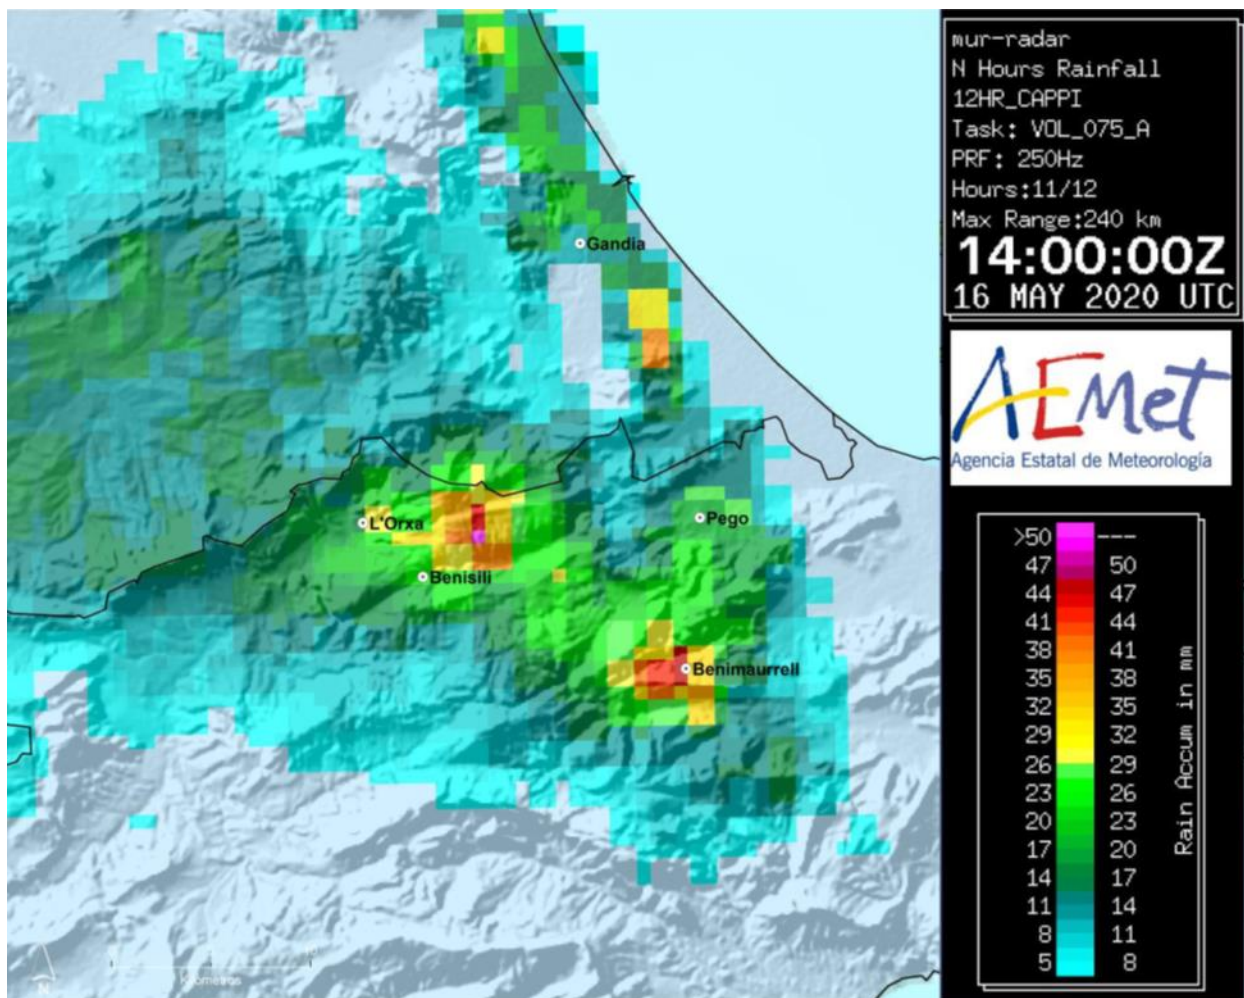 mur-radar
N Hours Rainfall
12HR_CAPPI
Task: VOL_075_A
PRF: 250Hz
Hours:11/12
Max Range:240 km
14:00:00Z
16 MAY 2020 UTC
AEMet
Agencia Estatal de Meteorología
Gandia
L'Orxa
Pego
Benisili
Benimaurrell
>50 ---
47 50
44 47
41 44
38 41
35 38
32 35
29 32
26 29
23 26
20 23
17 20
14 17
11 14
8 11
5 8
Rain Accum in mm
Kilometros
N